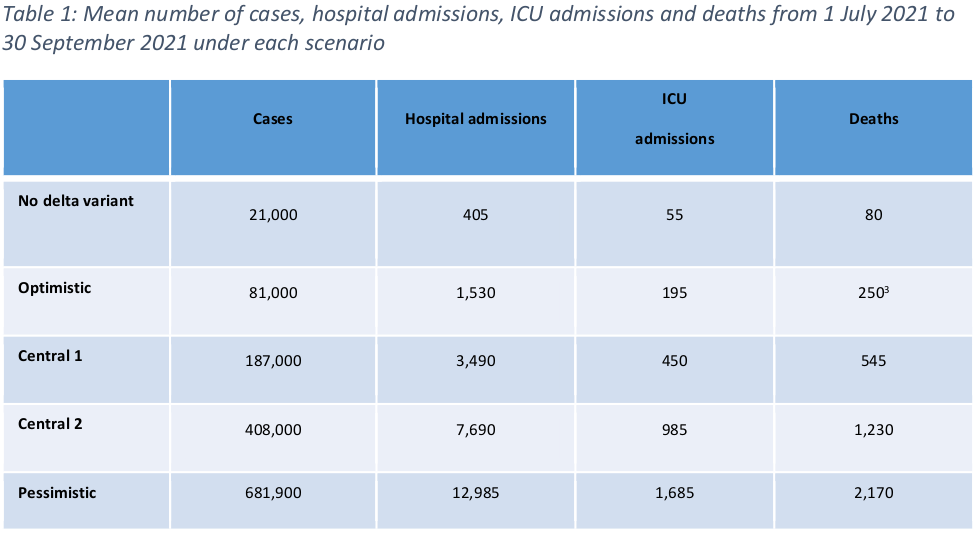 Table 1: Mean number of cases, hospital admissions, ICU admissions and deaths from 1 July 2021 to
30 September 2021 under each scenario
Cases Hospital admissions ICU admissions Deaths
No delta variant 21,000 405 55 80
Optimistic 81,000 1,530 195 250³
Central 1 187,000 3,490 450 545
Central 2 408,000 7,690 985 1,230
Pessimistic 681,900 12,985 1,685 2,170